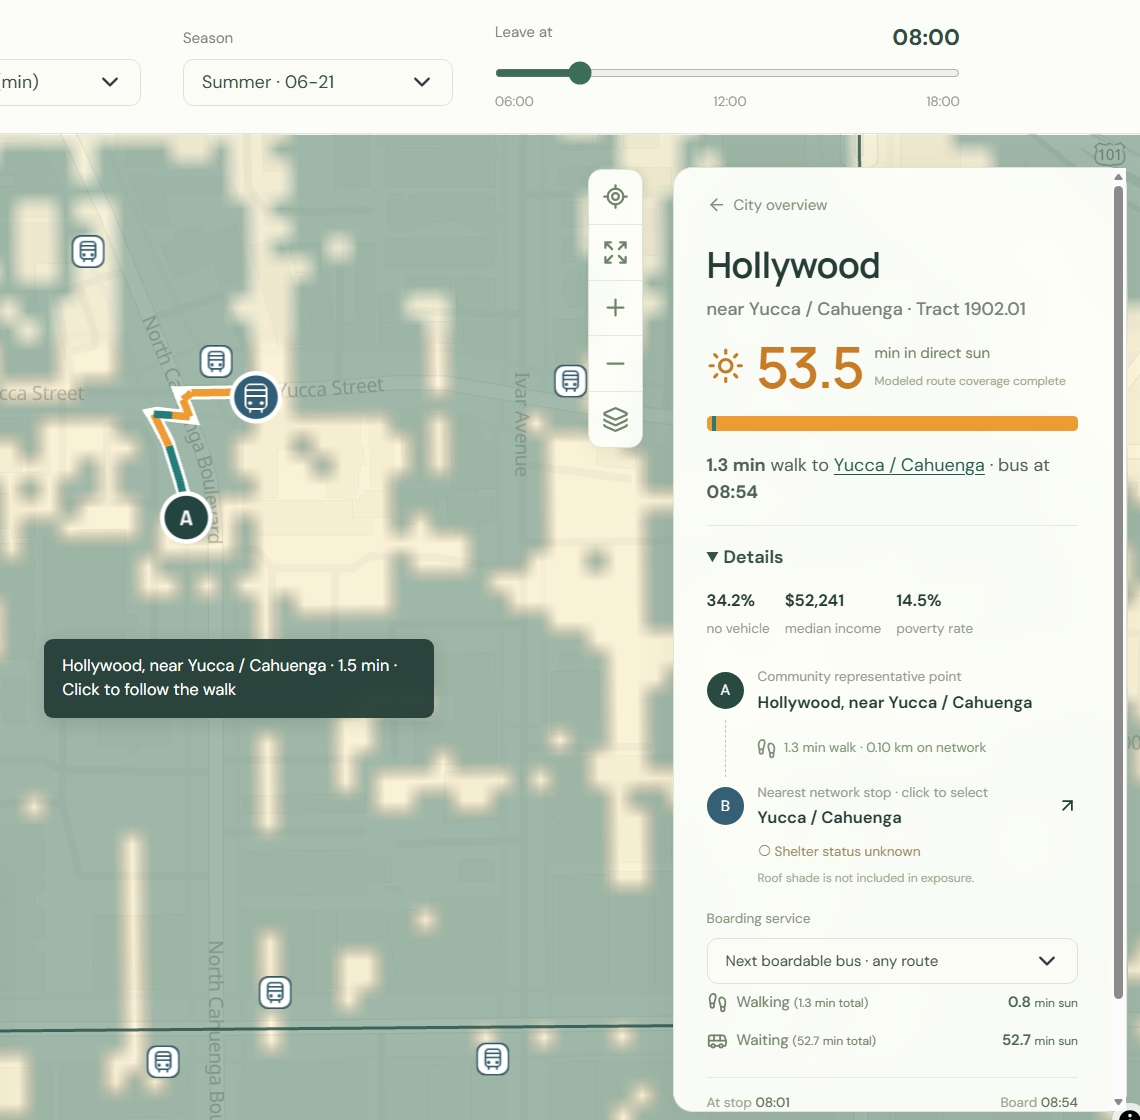 Season
Leave at
08:00
min)
Summer · 06-21
06:00
12:00
18:00
101
City overview
Hollywood
near Yucca / Cahuenga · Tract 1902.01
53.5
min in direct sun
Modeled route coverage complete
1.3 min walk to Yucca / Cahuenga · bus at
08:54
Details
34.2%
$52,241
14.5%
no vehicle
median income
poverty rate
A
Community representative point
Hollywood, near Yucca / Cahuenga
1.3 min walk · 0.10 km on network
B
Nearest network stop · click to select
Yucca / Cahuenga
Shelter status unknown
Roof shade is not included in exposure.
Boarding service
Next boardable bus · any route
Walking (1.3 min total)
0.8 min sun
Waiting (52.7 min total)
52.7 min sun
At stop 08:01
Board 08:54
North Ca
nga Boulevard
cca Street
Yucca Street
Ivar Avenue
A
Hollywood, near Yucca / Cahuenga · 1.5 min ·
Click to follow the walk
North Cahuenga Bou